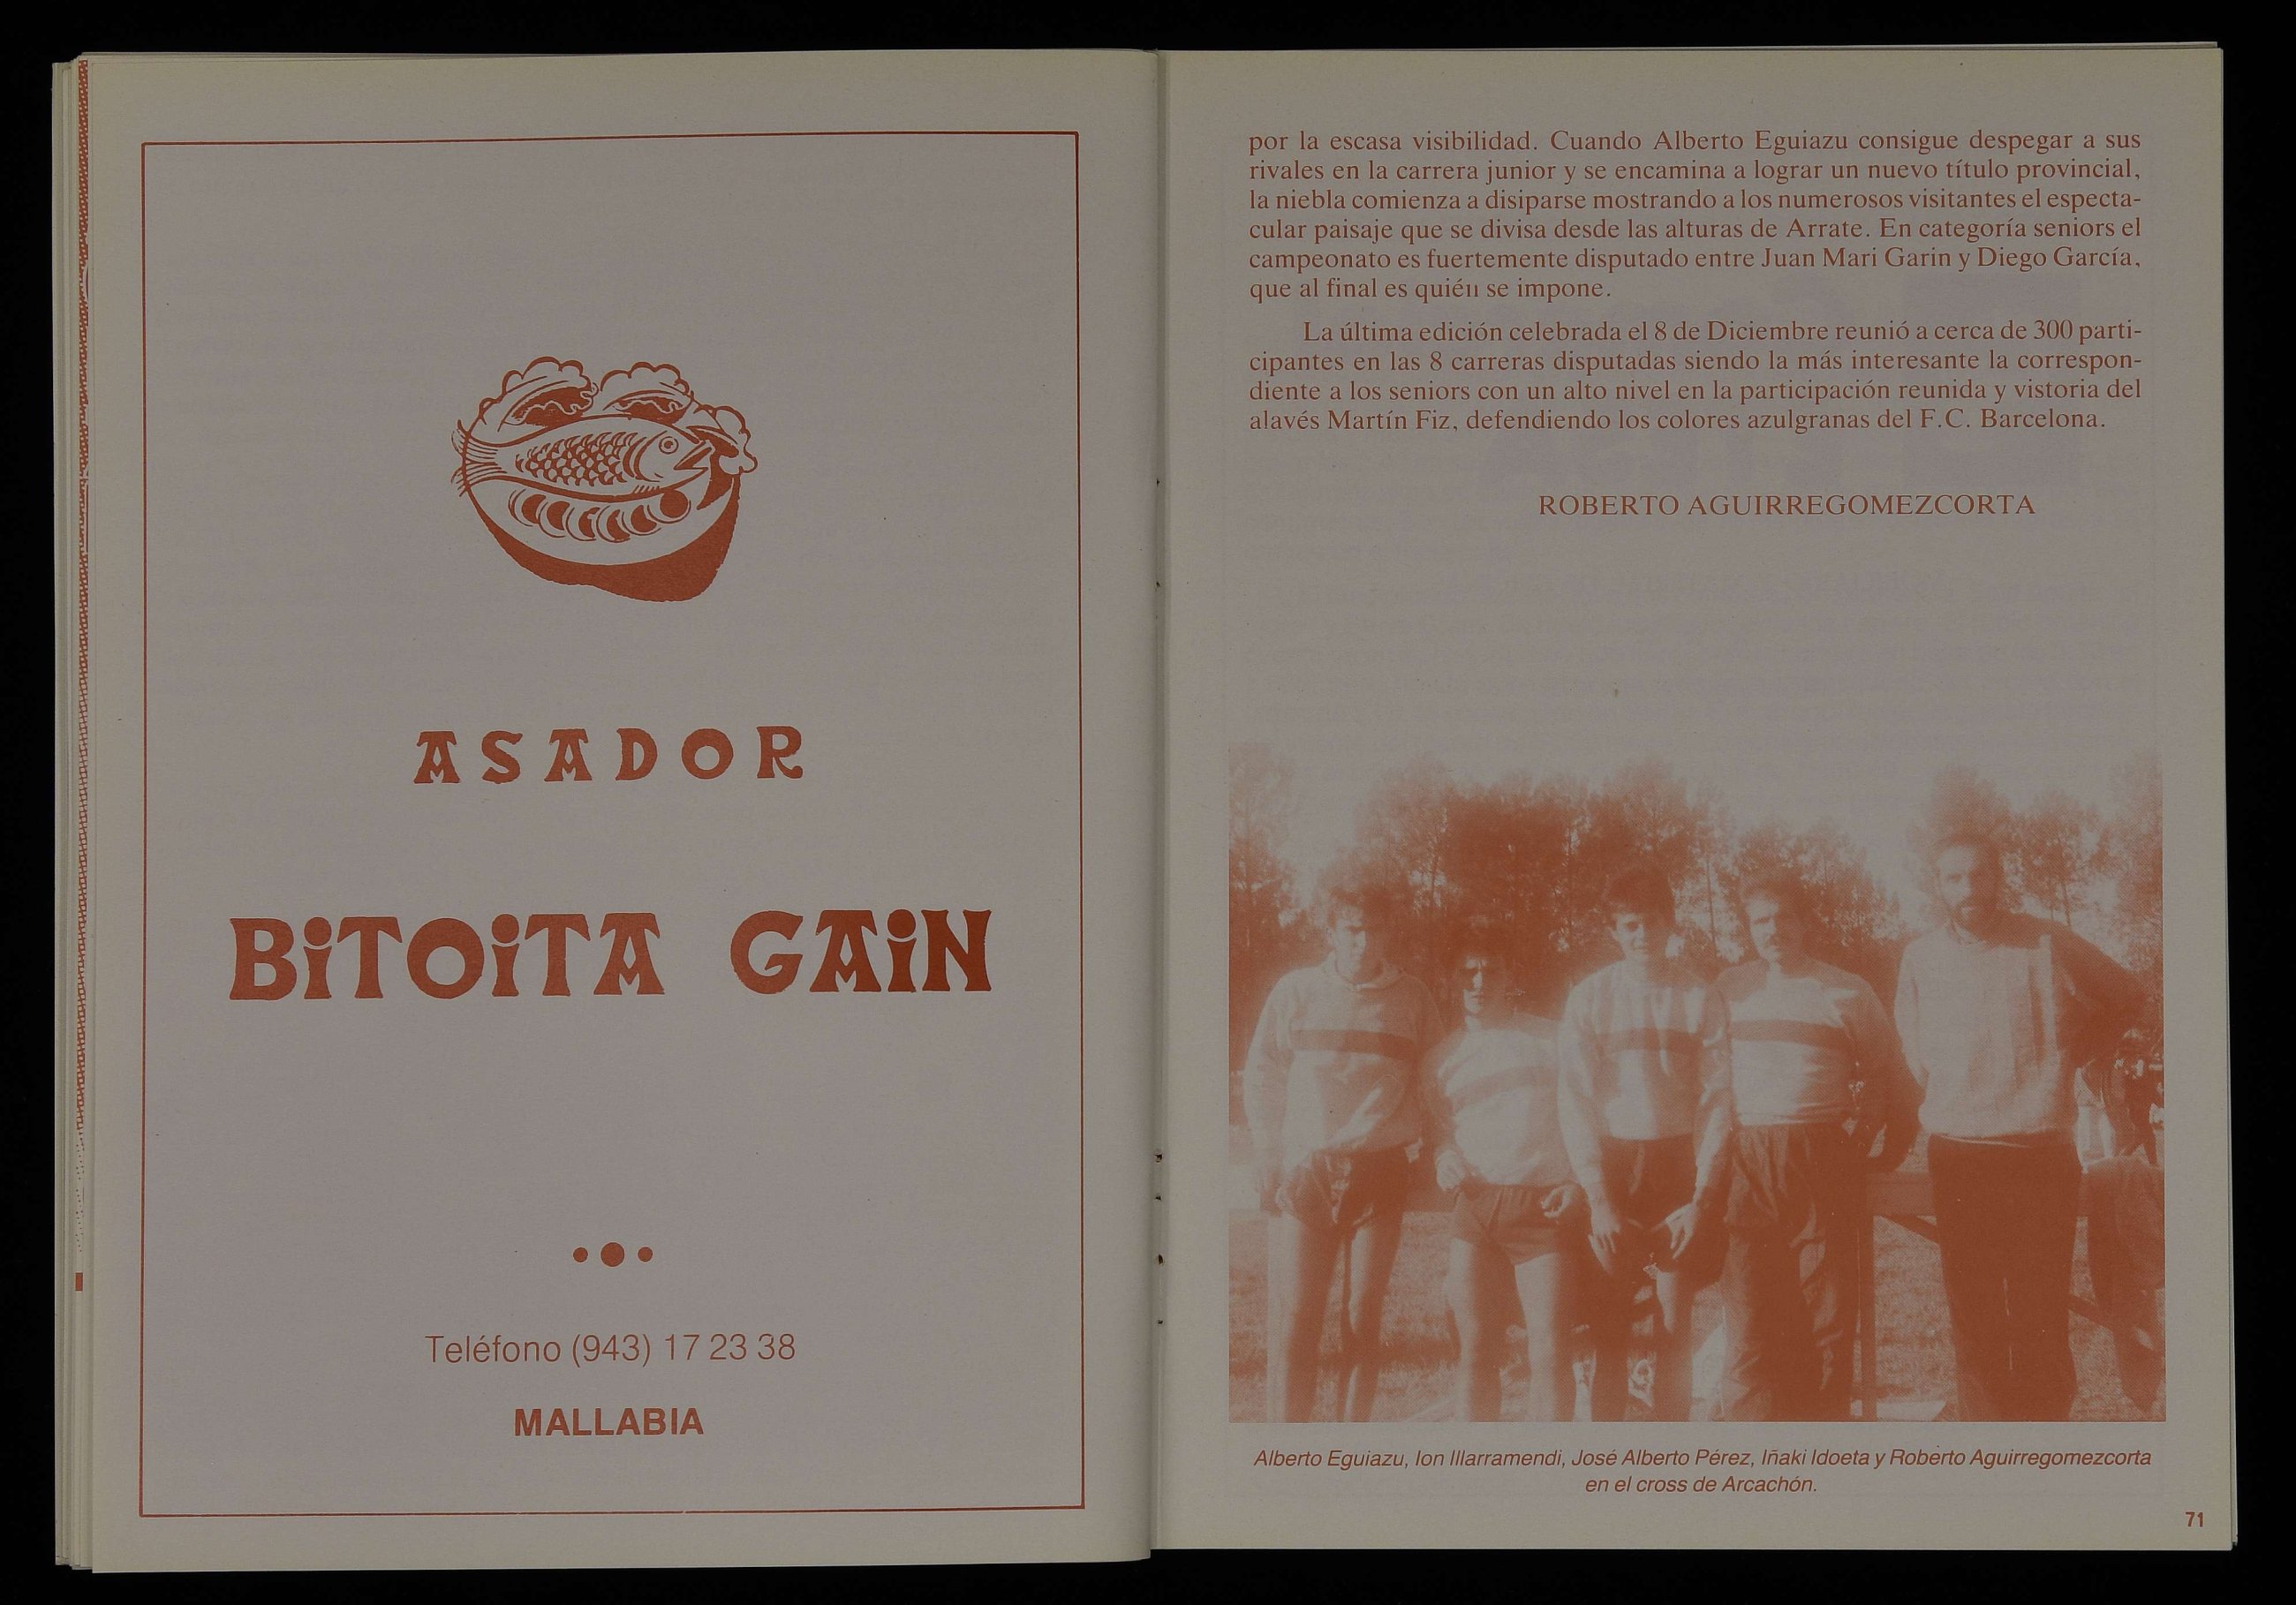 ASADOR
BiTOiTA GAiN
Teléfono (943) 17 23 38
MALLABIA
por la escasa visibilidad. Cuando Alberto Eguiazu consigue despegar a sus
rivales en la carrera junior y se encamina a lograr un nuevo título provincial,
la niebla comienza a disiparse mostrando a los numerosos visitantes el especta-
cular paisaje que se divisa desde las alturas de Arrate. En categoría seniors el
campeonato es fuertemente disputado entre Juan Mari Garin y Diego García,
que al final es quién se impone.
La última edición celebrada el 8 de Diciembre reunió a cerca de 300 parti-
cipantes en las 8 carreras disputadas siendo la más interesante la correspon-
diente a los seniors con un alto nivel en la participación reunida y vistoria del
alavés Martín Fiz, defendiendo los colores azulgranas del F.C. Barcelona.
ROBERTO AGUIRREGOMEZCORTA
Alberto Eguiazu, Ion Illarramendi, José Alberto Pérez, Iñaki Idoeta y Roberto Aguirregomezcorta
en el cross de Arcachón.
71